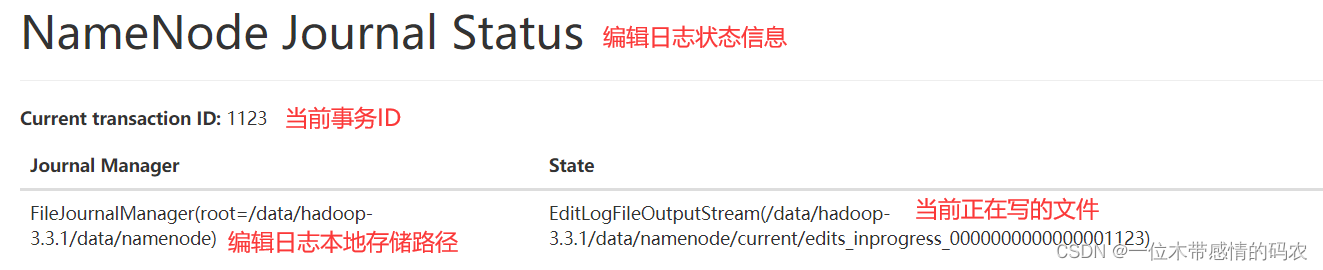 NameNode Journal Status 编辑日志状态信息
Current transaction ID: 1123 当前事务ID
Journal Manager State
FileJournalManager(root=/data/hadoop- EditLogFileOutputStream(/data/hadoop- 当前正在写的文件
3.3.1/data/namenode) 编辑日志本地存储路径 3.3.1/data/namenode/current/edits_inprogress_0000000000000001123)
CSDN @一位木带感情的码农